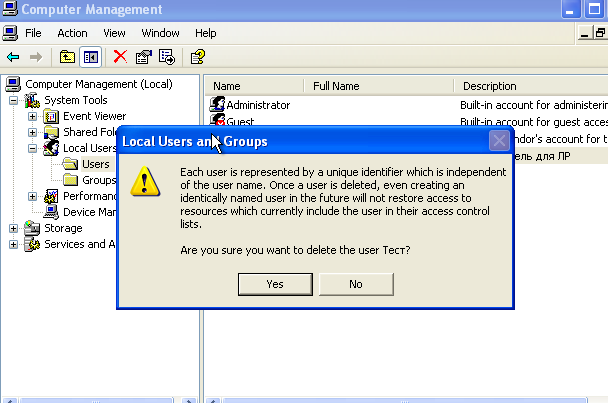 Computer Management
File Action View Window Help
Computer Management (Local)
System Tools
Event Viewer
Shared Fol
Local Users
Users
Groups
Performanc
Device Man
Storage
Services and A
Name Full Name Description
Administrator Built-in account for administerin
Guest Built-in account for guest acces
ndor's account for t
ель для ЛР
Local Users and Groups
Each user is represented by a unique identifier which is independent
of the user name. Once a user is deleted, even creating an
identically named user in the future will not restore access to
resources which currently include the user in their access control
lists.
Are you sure you want to delete the user Тест?
Yes No